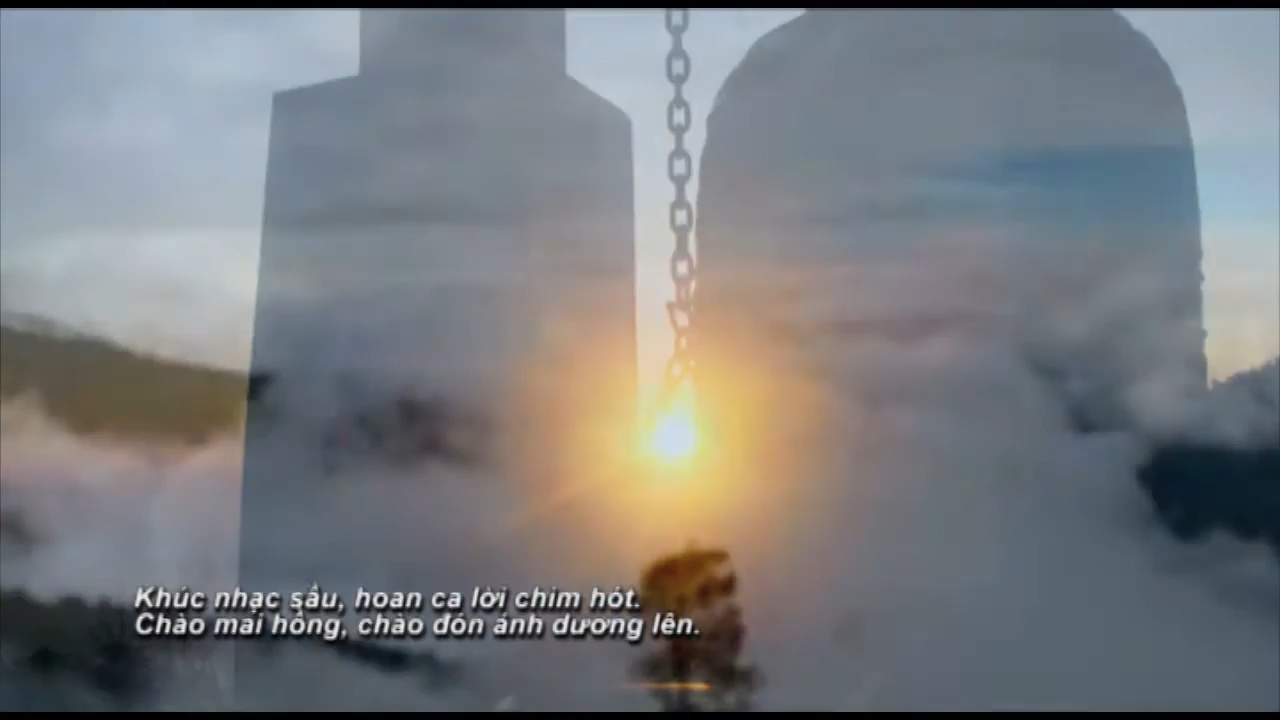 Khúc nhạc sầu, hoan ca lời chim hót.
Chào mai hồng, chào đón ánh dương lên.